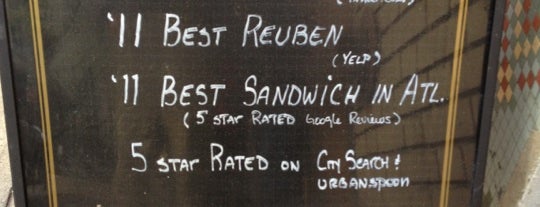 '11 BEST REUBEN
(YELP)
'11 BEST SANDWICH IN ATL.
(5 STAR RATED Google Reviews)
5 STAR RATED ON City SEARCH &
URBANSPOON